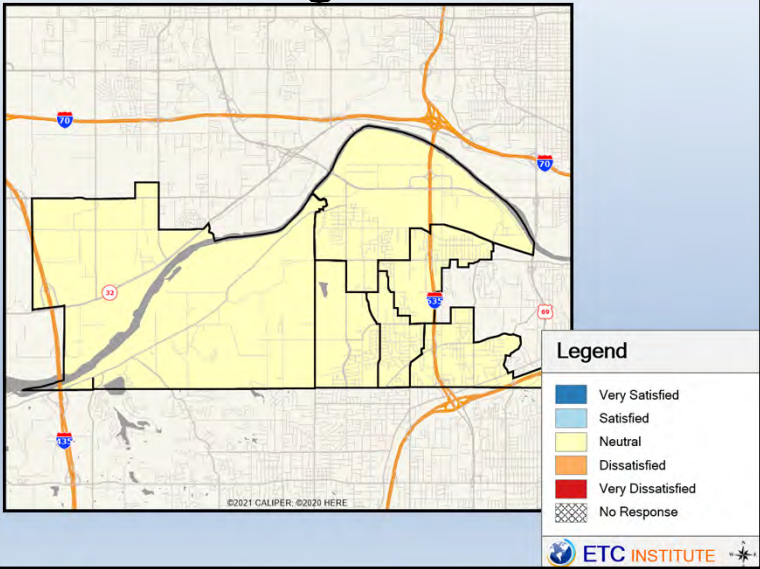 70
70
32
635
69
435
©2021 CALIPER; ©2020 HERE
Legend
Very Satisfied
Satisfied
Neutral
Dissatisfied
Very Dissatisfied
No Response
ETC INSTITUTE